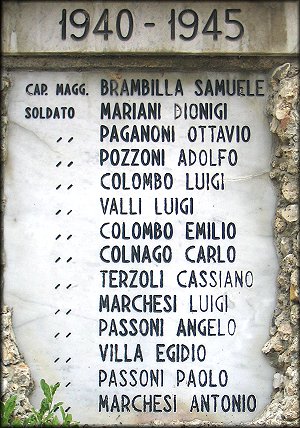 1940 - 1945
CAP. MAGG. BRAMBILLA SAMUELE
SOLDATO MARIANI DIONIGI
,, PAGANONI OTTAVIO
,, POZZONI ADOLFO
,, COLOMBO LUIGI
,, VALLI LUIGI
,, COLOMBO EMILIO
,, COLNAGO CARLO
,, TERZOLI CASSIANO
,, MARCHESI LUIGI
,, PASSONI ANGELO
,, VILLA EGIDIO
,, PASSONI PAOLO
,, MARCHESI ANTONIO